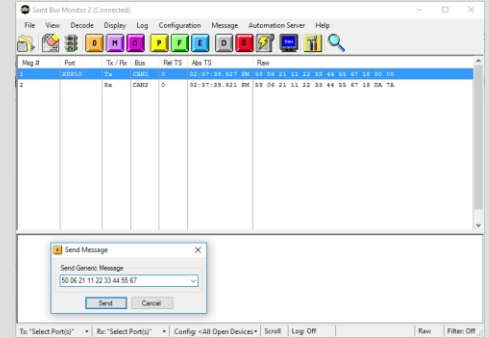 Saint Bus Monitor 2 (Connected)
File View Decode Display Log Configuration Message Automation Server Help
D M D P F E D R
Msg # Port Tx / Rx Bus Rel TS Abs TS Raw
1 Tx CAN1 0 02:57:39.527 PM 53 06 21 11 22 33 44 55 67 18 00 00
2 Rx CAN2 0 02:57:39.821 PM 59 06 21 11 22 33 44 55 67 18 DA 7A
Send Message
Send Generic Message
50 06 21 11 22 33 44 55 67
Send Cancel
Tx: "Select Port(s)" Rx: "Select Port(s)" Config: <All Open Devices Scroll Log: Off Raw Filter: Off